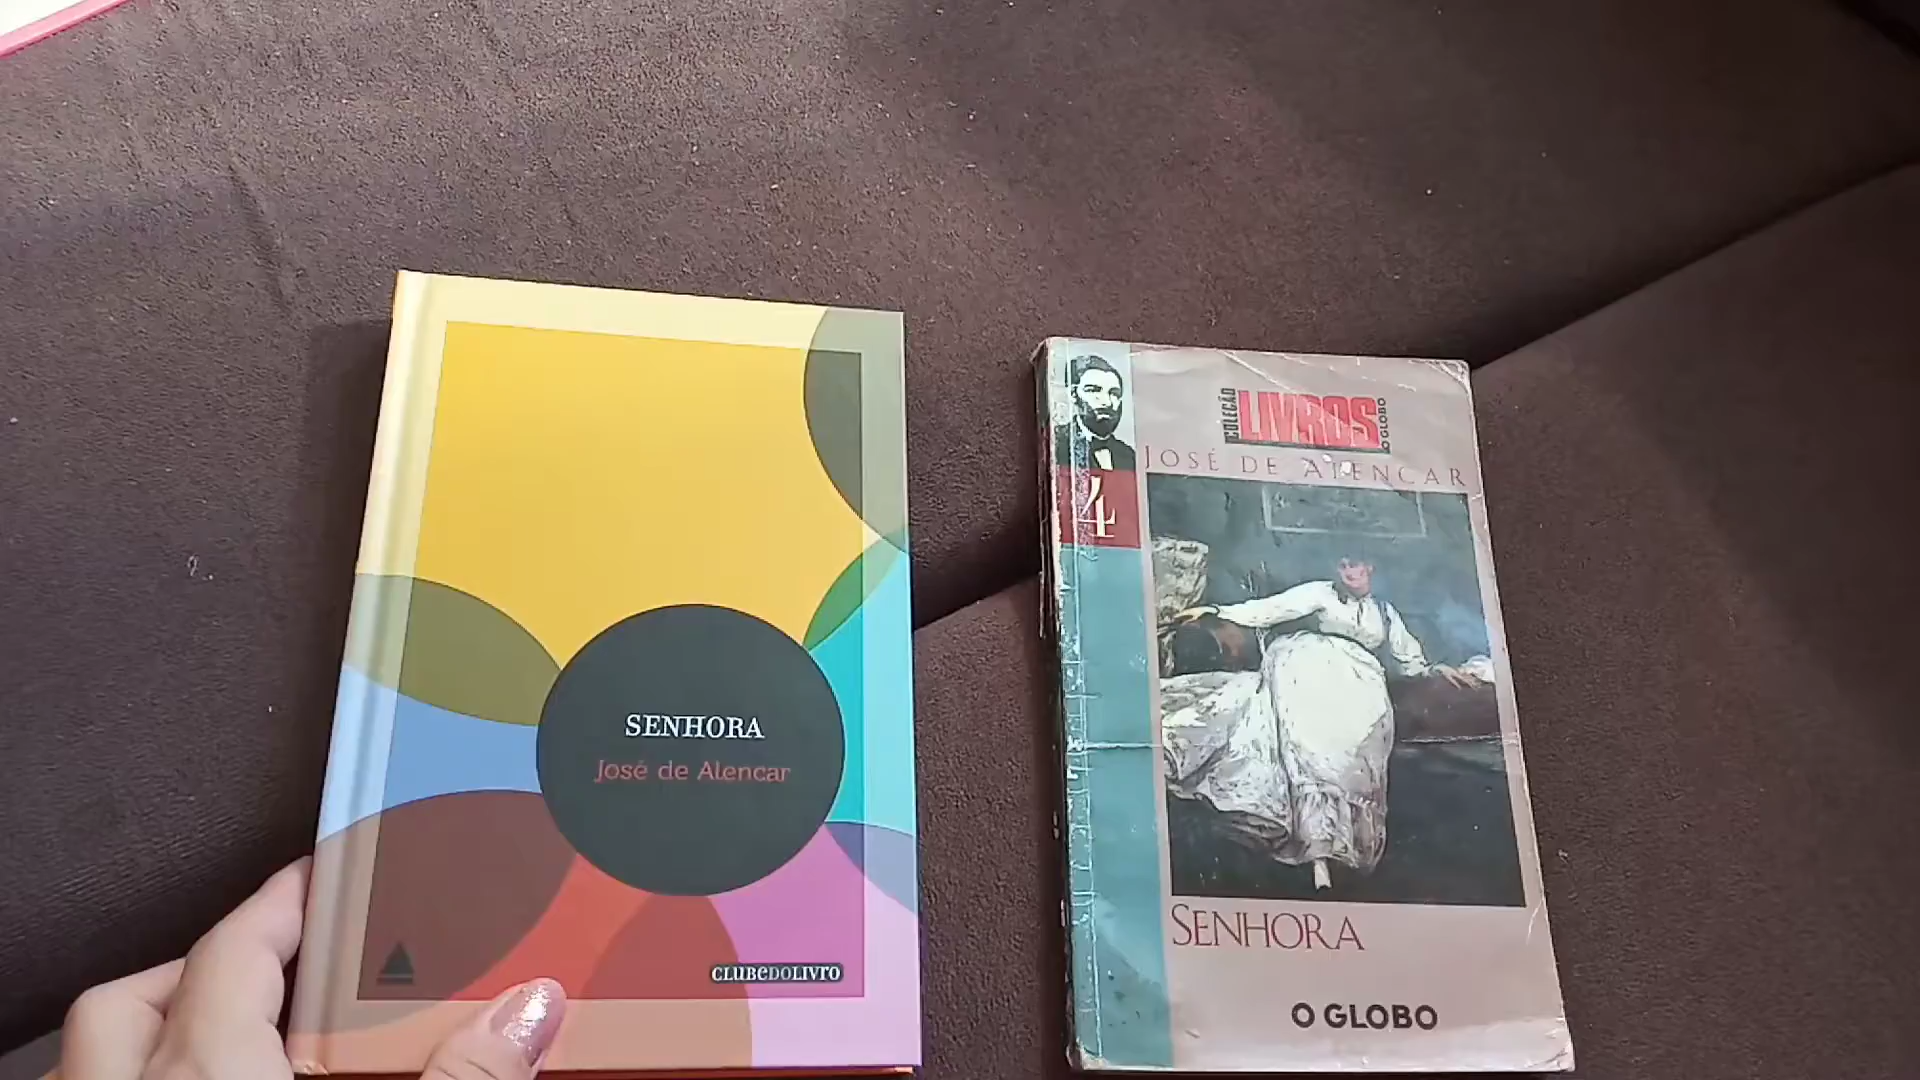 SENHORA
José de Alencar
CLUBEDOLIVRO
COLEÇÃO
LIVROS
O GLOBO
JOSÉ DE ALENCAR
4
SENHORA
O GLOBO